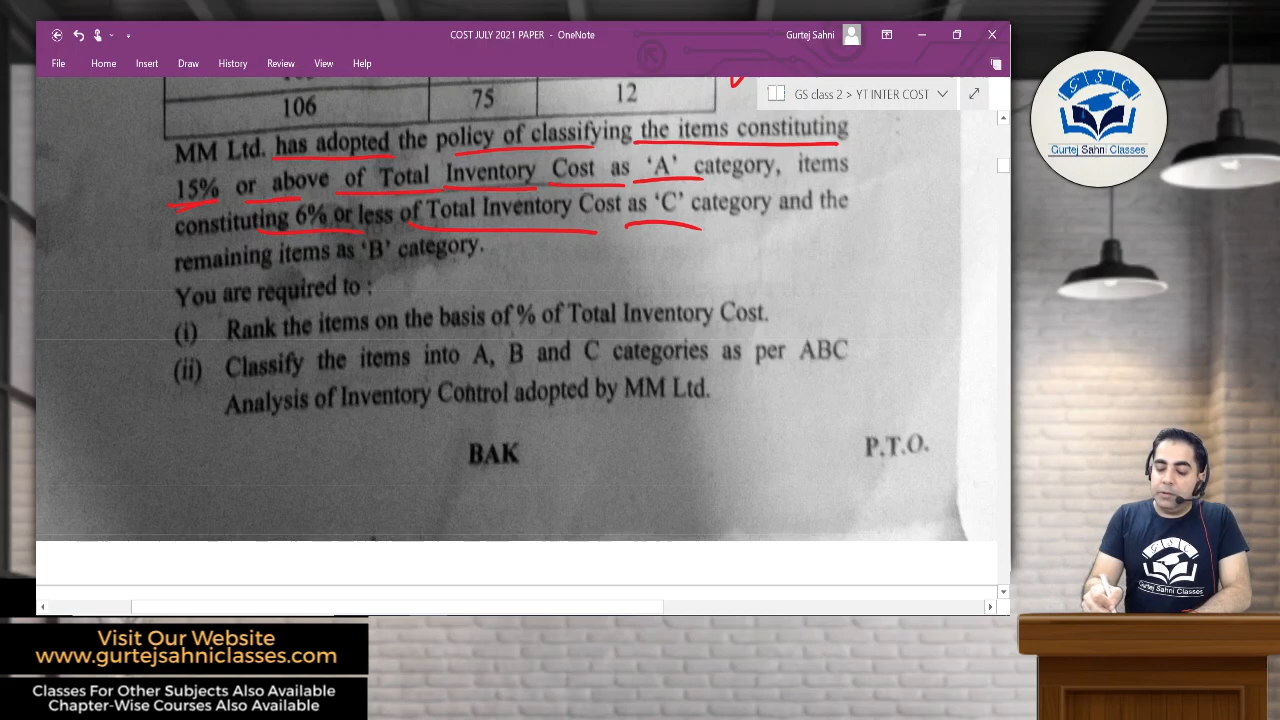 COST JULY 2021 PAPER - OneNote
Gurtej Sahni
File Home Insert Draw History Review View Help
GS class 2 > YT INTER COST
106 75 12
MM Ltd. has adopted the policy of classifying the items constituting
15% or above of Total Inventory Cost as 'A' category, items
constituting 6% or less of Total Inventory Cost as 'C' category and the
remaining items as 'B' category.
You are required to :
(i) Rank the items on the basis of % of Total Inventory Cost.
(ii) Classify the items into A, B and C categories as per ABC
Analysis of Inventory Control adopted by MM Ltd.
BAK
P.T.O.
GSC
Gurtej Sahni Classes
GSC
Gurtej Sahni Classes
Visit Our Website
www.gurtejsahniclasses.com
Classes For Other Subjects Also Available
Chapter-Wise Courses Also Available